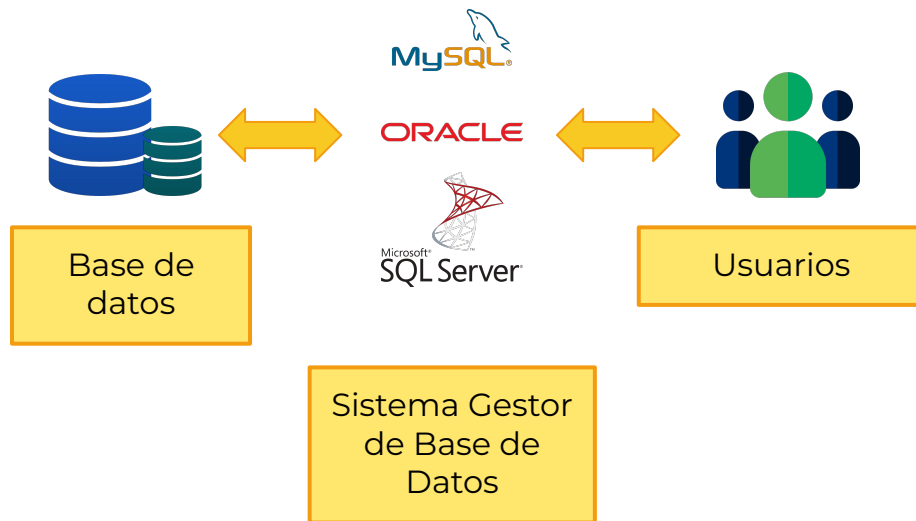 MySQL®
ORACLE
Microsoft®
SQL Server®
Base de
datos
Usuarios
Sistema Gestor
de Base de
Datos